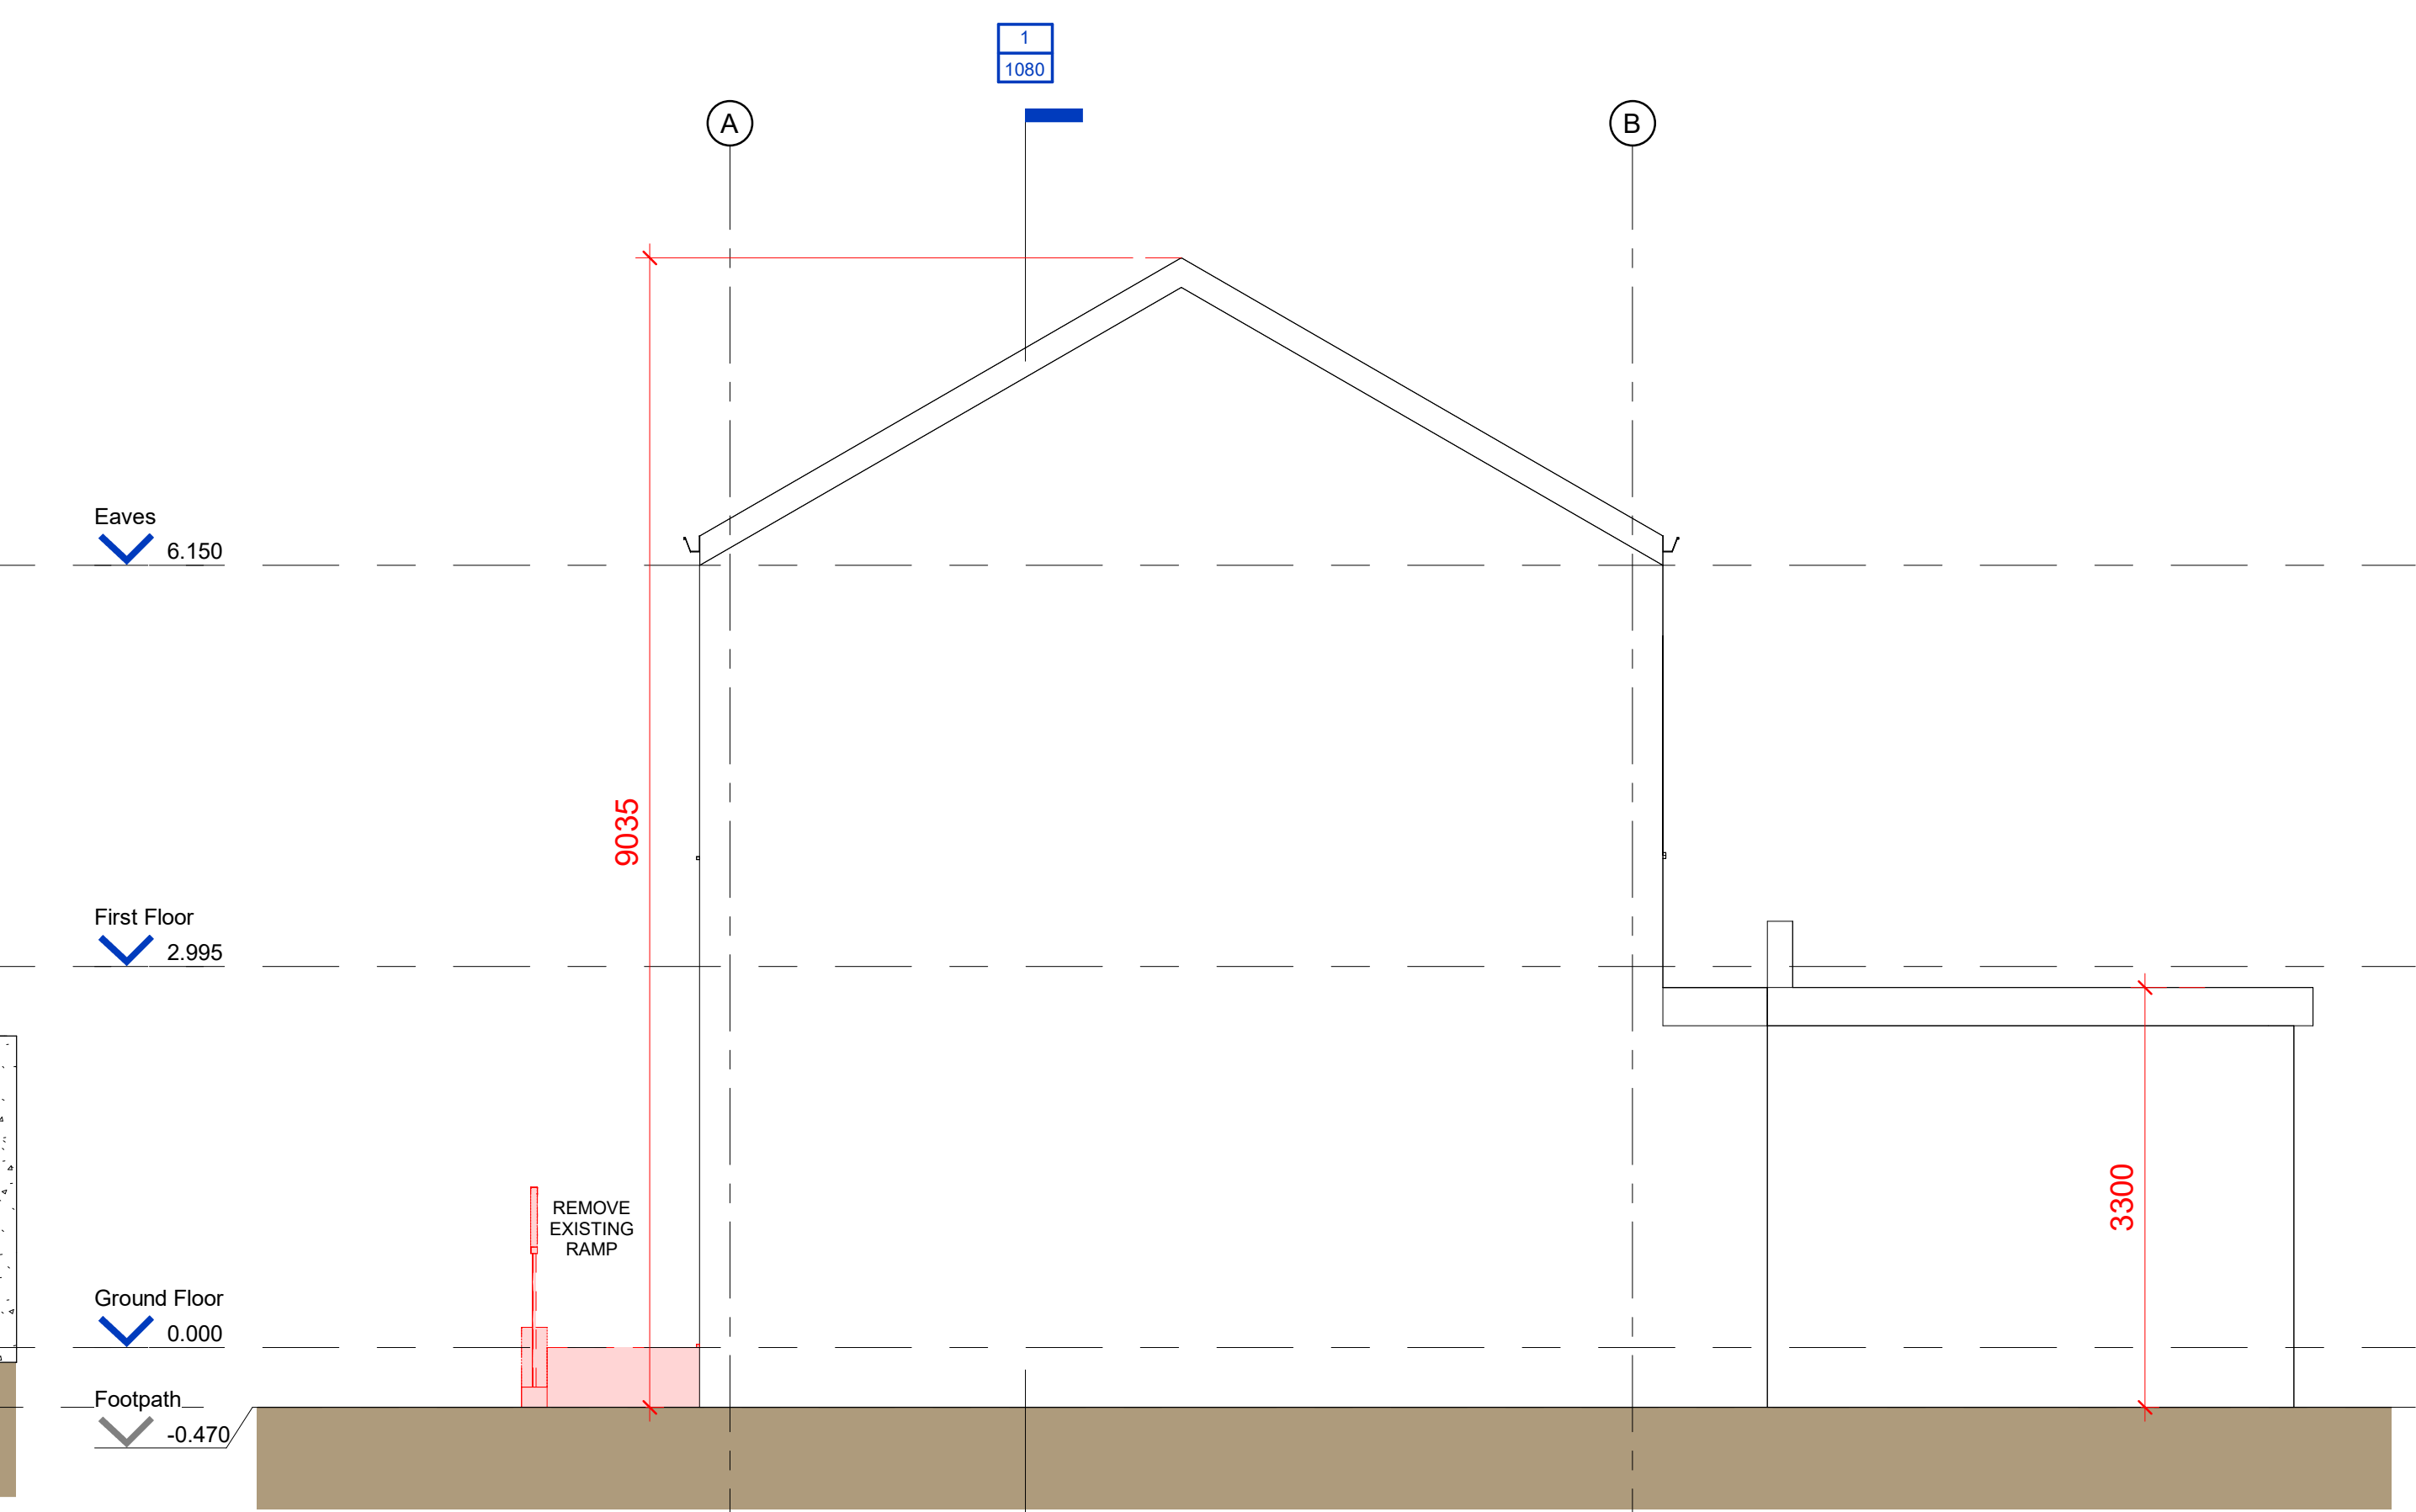 1
1080
A
B
Eaves
6.150
9035
First Floor
2.995
REMOVE
EXISTING
RAMP
3300
Ground Floor
0.000
Footpath
-0.470